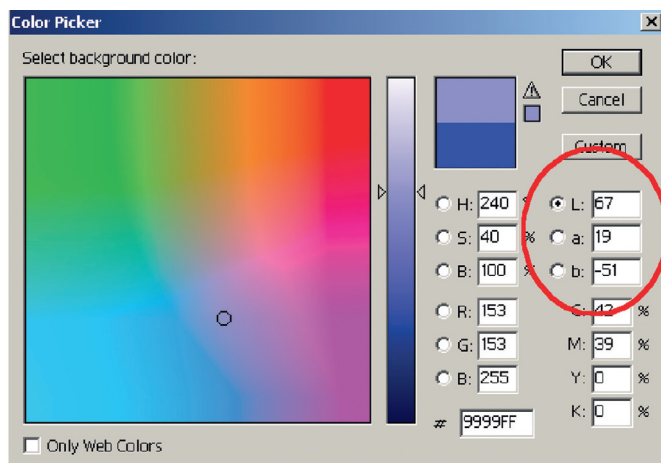 Color Picker
Select background color:
OK
Cancel
Custom
H: 240 °
S: 40 %
B: 100 %
L: 67
a: 19
b: -51
R: 153
G: 153
B: 255
# 9999FF
C: 42 %
M: 39 %
Y: 0 %
K: 0 %
Only Web Colors